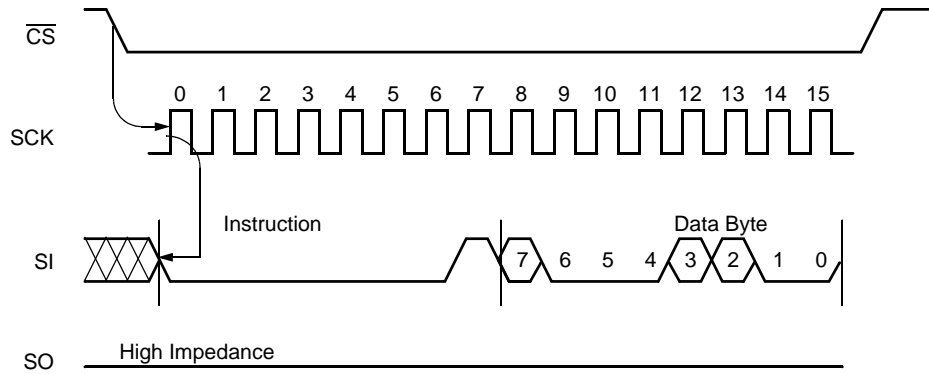 CS
0 1 2 3 4 5 6 7 8 9 10 11 12 13 14 15
SCK
Instruction
Data Byte
SI
7 6 5 4 3 2 1 0
High Impedance
SO